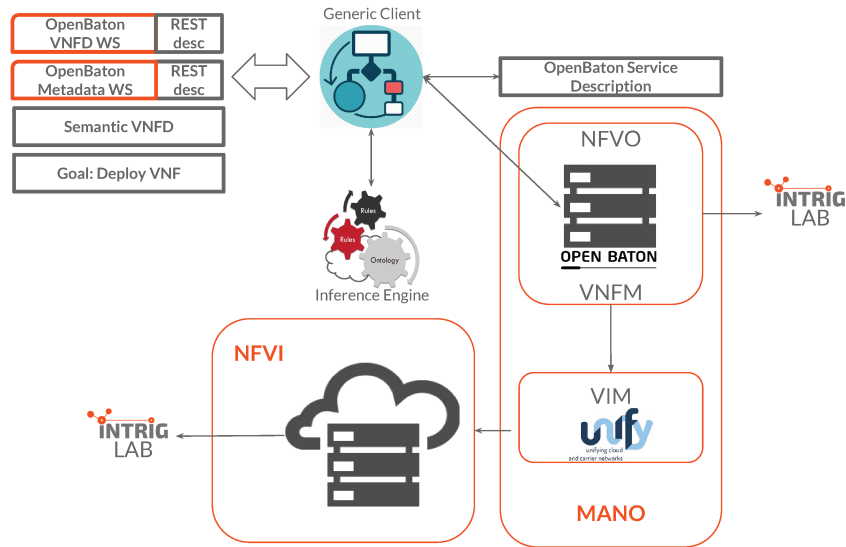 Generic Client
OpenBaton
VNFD WS
REST
desc
OpenBaton
Metadata WS
REST
desc
Semantic VNFD
Goal: Deploy VNF
OpenBaton Service
Description
NFVO
OPEN BATON
VNFM
INTRIG
LAB
Rules
Rules
Ontology
Inference Engine
NFVI
VIM
unify
unifying cloud
and carrier networks
MANO
INTRIG
LAB